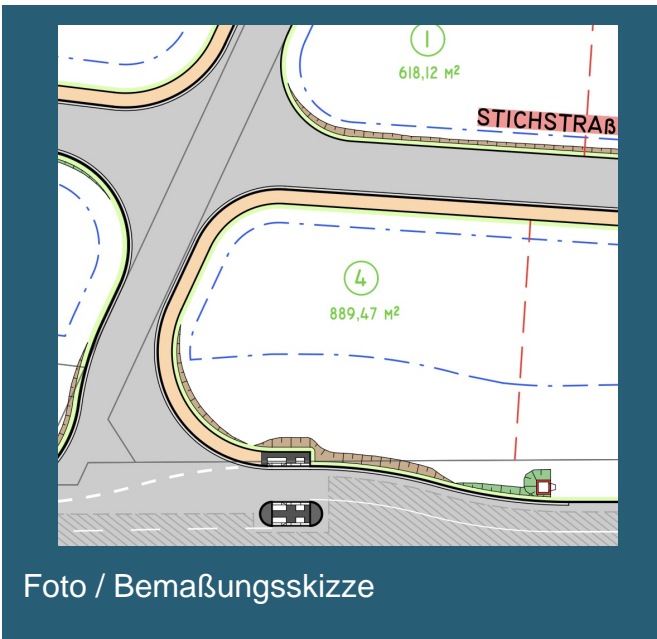 1
618,12 M²
STICHSTRAß
4
889,47 M²
Foto / Bemaßungsskizze